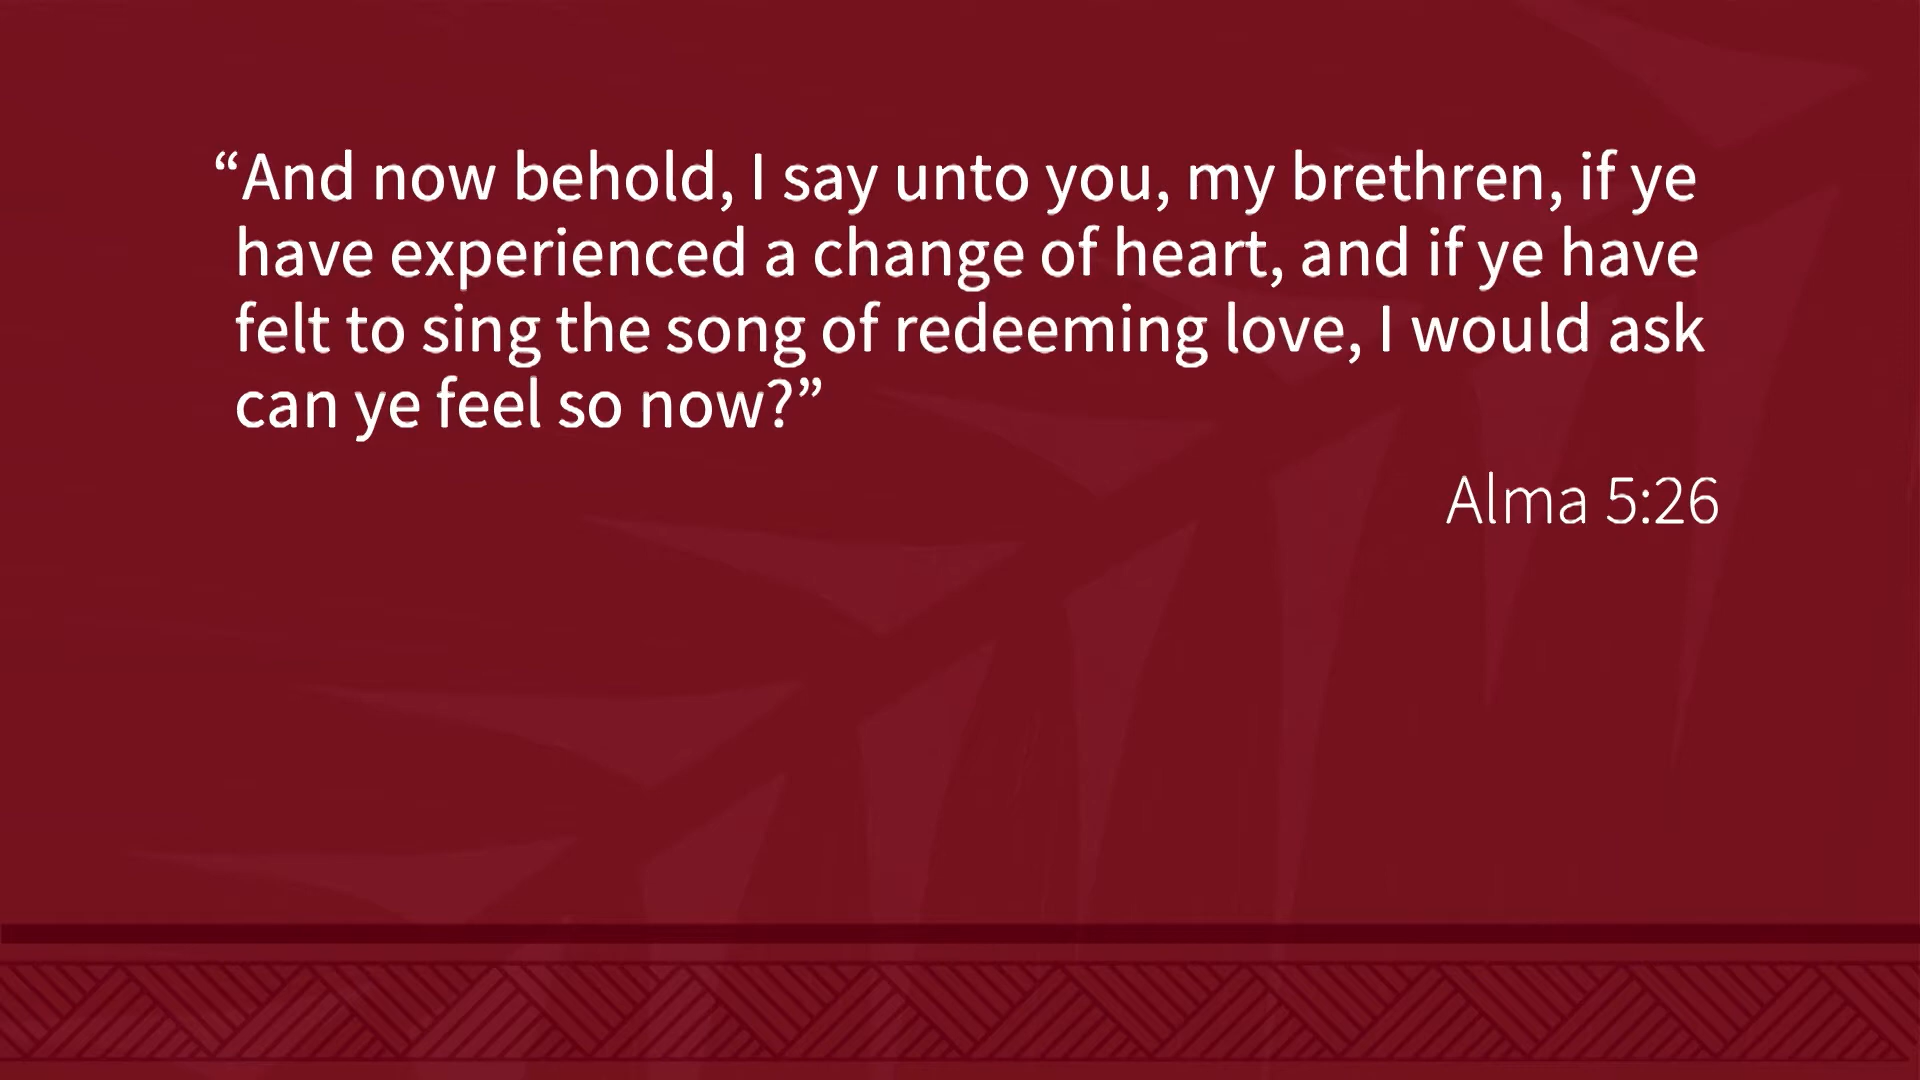 “And now behold, I say unto you, my brethren, if ye
have experienced a change of heart, and if ye have
felt to sing the song of redeeming love, I would ask
can ye feel so now?”
Alma 5:26